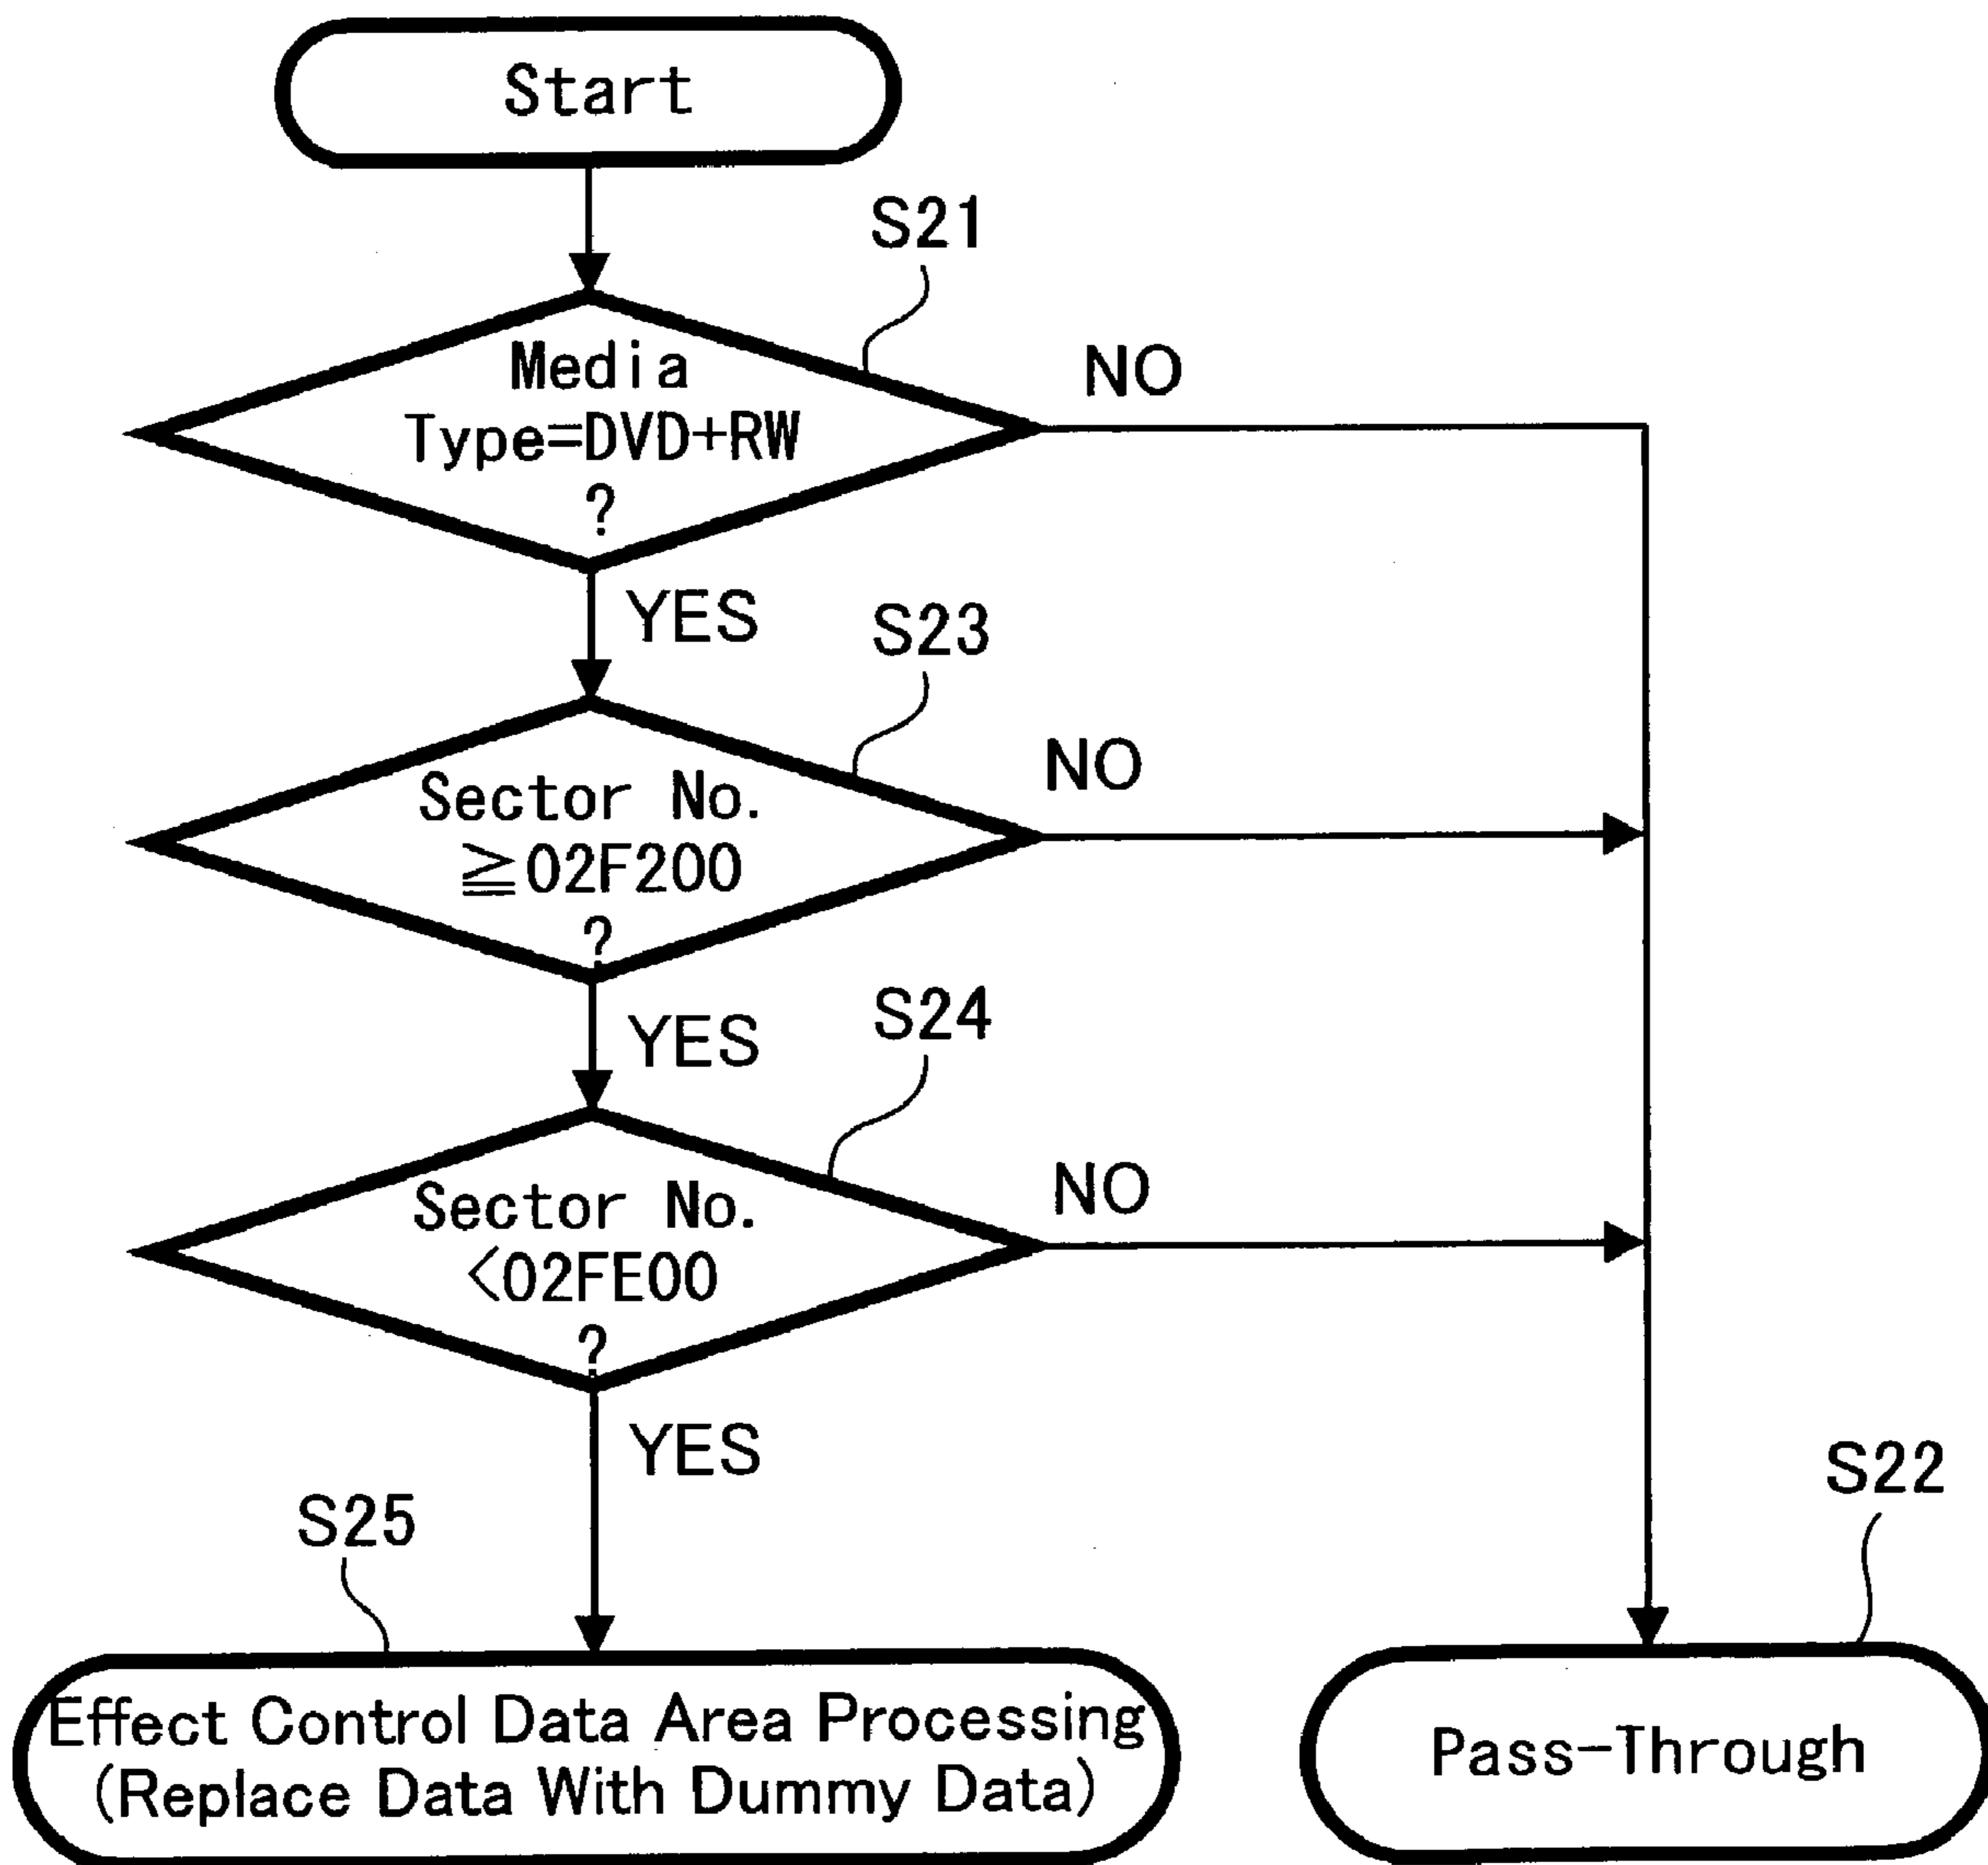 Start
S21
Media
Type=DVD+RW
?
NO
YES
S23
Sector No.
≧02F200
?
NO
YES
S24
Sector No.
<02FE00
?
NO
YES
S25
Effect Control Data Area Processing
(Replace Data With Dummy Data)
S22
Pass-Through